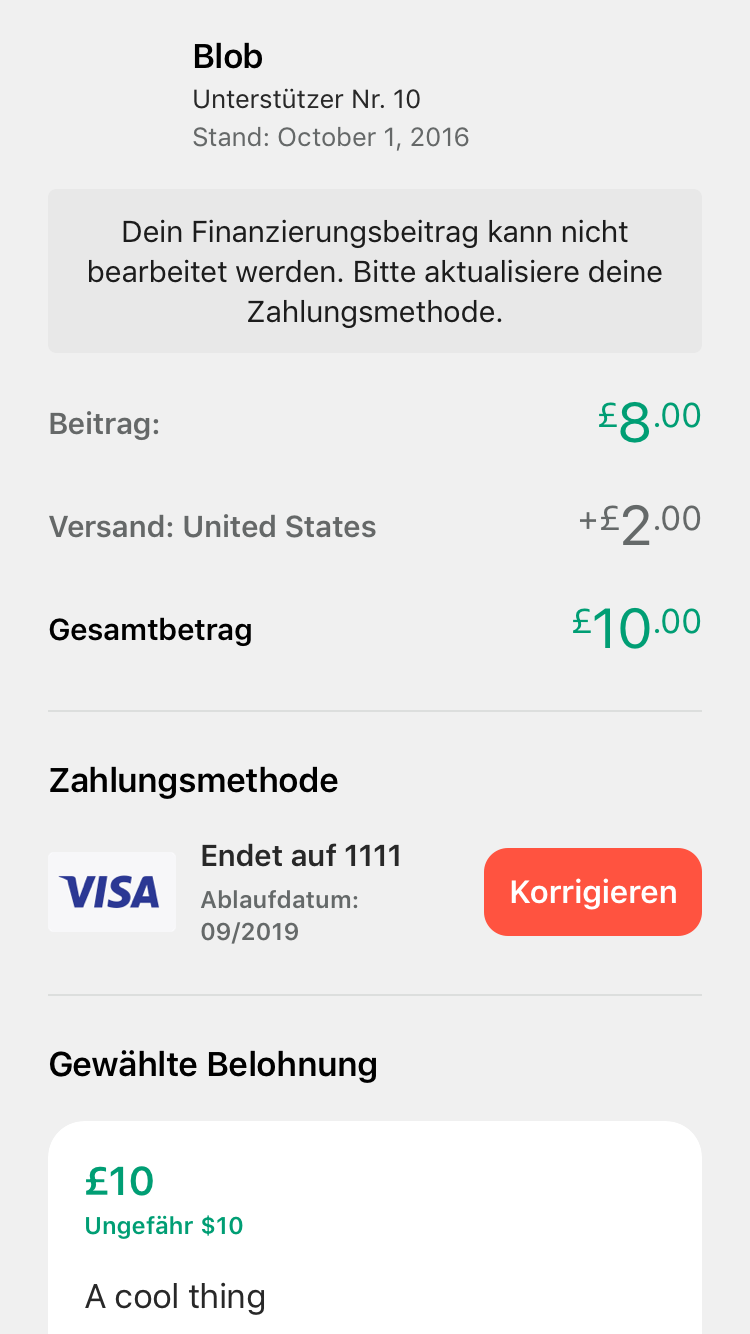 Blob
Unterstützer Nr. 10
Stand: October 1, 2016
Dein Finanzierungsbeitrag kann nicht
bearbeitet werden. Bitte aktualisiere deine
Zahlungsmethode.
Beitrag:
£8.00
Versand: United States
+£2.00
Gesamtbetrag
£10.00
Zahlungsmethode
VISA
Endet auf 1111
Ablaufdatum:
09/2019
Korrigieren
Gewählte Belohnung
£10
Ungefähr $10
A cool thing